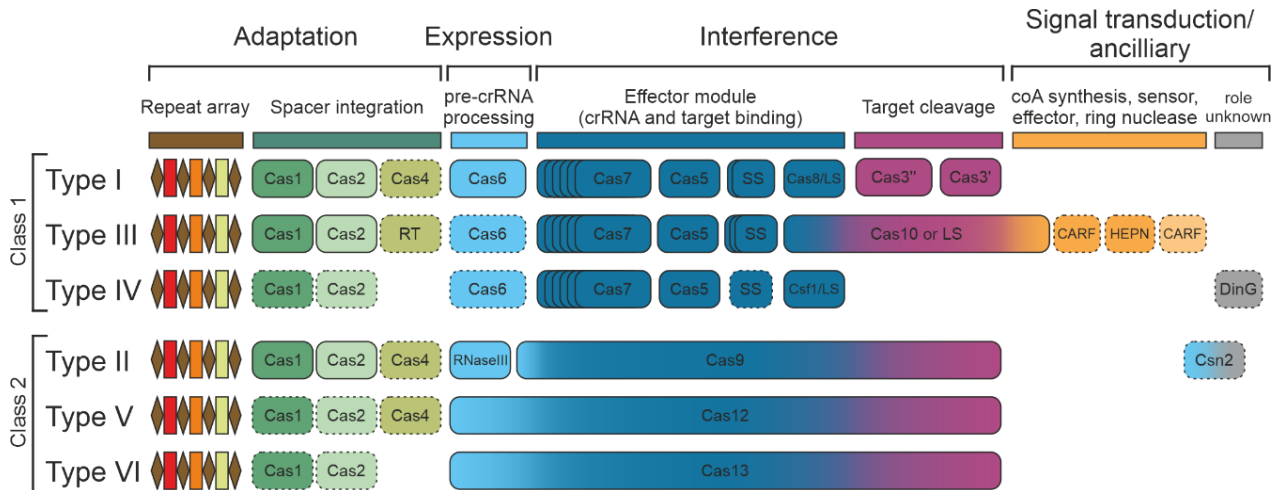 Adaptation Expression Interference Signal transduction/
ancilliary
Repeat array Spacer integration pre-crRNA
processing Effector module
(crRNA and target binding) Target cleavage coA synthesis, sensor,
effector, ring nuclease role
unknown
Class 1
Type I Cas1 Cas2 Cas4 Cas6 Cas7 Cas5 SS Cas8/LS Cas3'' Cas3'
Type III Cas1 Cas2 RT Cas6 Cas7 Cas5 SS Cas10 or LS CARF HEPN CARF
Type IV Cas1 Cas2 Cas6 Cas7 Cas5 SS Csf1/LS DinG
Class 2
Type II Cas1 Cas2 Cas4 RNaseIII Cas9 Csn2
Type V Cas1 Cas2 Cas4 Cas12
Type VI Cas1 Cas2 Cas13